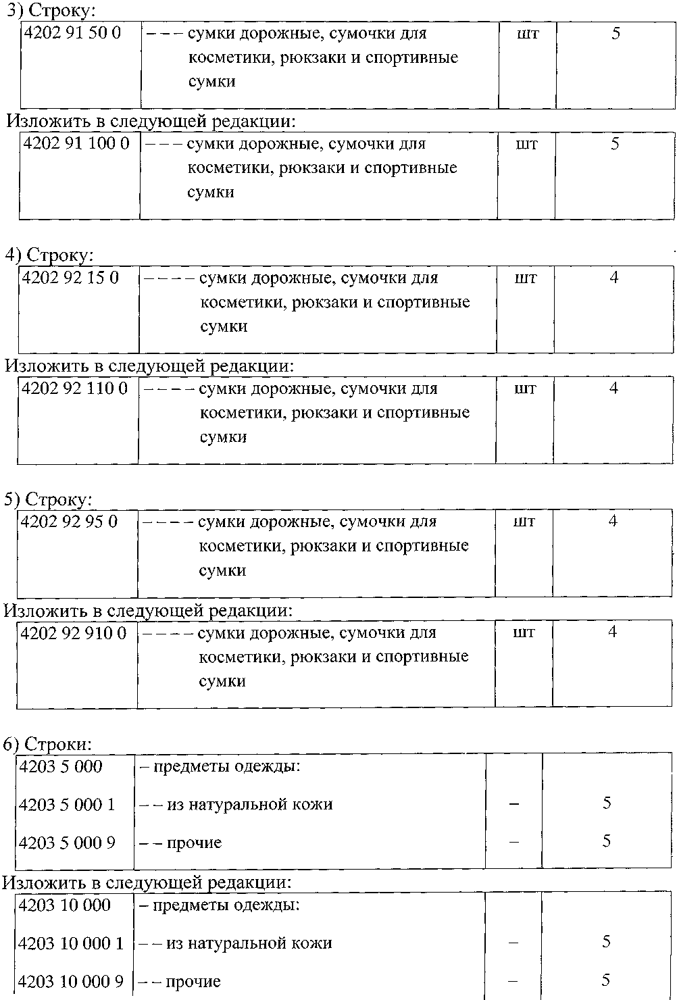 3) Строку:
4202 91 50 0 – – – сумки дорожные, сумочки для шт 5
косметики, рюкзаки и спортивные
сумки
Изложить в следующей редакции:
4202 91 100 0 – – – сумки дорожные, сумочки для шт 5
косметики, рюкзаки и спортивные
сумки
4) Строку:
4202 92 15 0 – – – – сумки дорожные, сумочки для шт 4
косметики, рюкзаки и спортивные
сумки
Изложить в следующей редакции:
4202 92 110 0 – – – – сумки дорожные, сумочки для шт 4
косметики, рюкзаки и спортивные
сумки
5) Строку:
4202 92 95 0 – – – – сумки дорожные, сумочки для шт 4
косметики, рюкзаки и спортивные
сумки
Изложить в следующей редакции:
4202 92 910 0 – – – – сумки дорожные, сумочки для шт 4
косметики, рюкзаки и спортивные
сумки
6) Строки:
4203 5 000 – предметы одежды:
4203 5 000 1 – – из натуральной кожи – 5
4203 5 000 9 – – прочие – 5
Изложить в следующей редакции:
4203 10 000 – предметы одежды:
4203 10 000 1 – – из натуральной кожи – 5
4203 10 000 9 – – прочие – 5